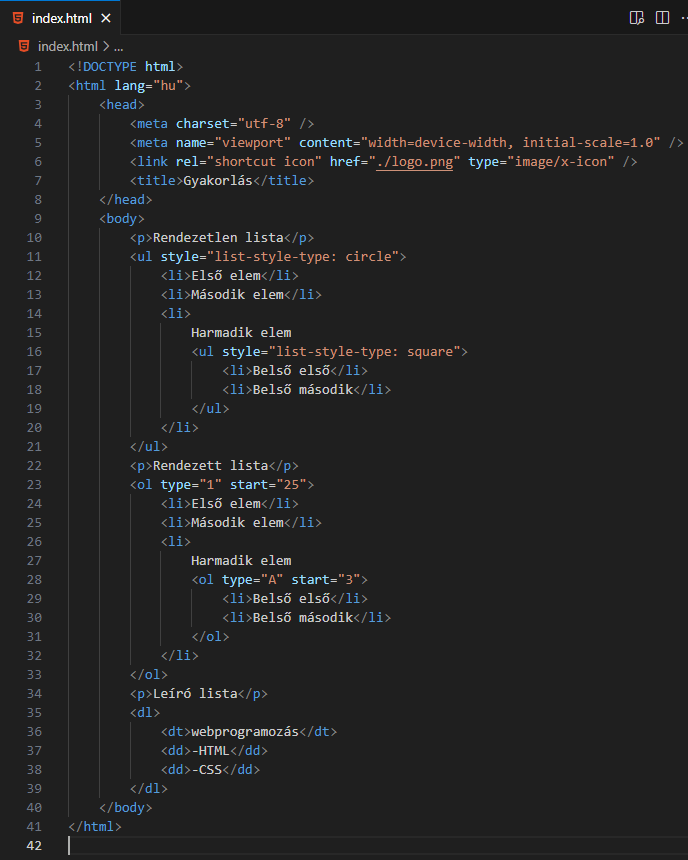 index.html
index.html > ...
1 <!DOCTYPE html>
2 <html lang="hu">
3     <head>
4         <meta charset="utf-8" />
5         <meta name="viewport" content="width=device-width, initial-scale=1.0" />
6         <link rel="shortcut icon" href="./logo.png" type="image/x-icon" />
7         <title>Gyakorlás</title>
8     </head>
9     <body>
10         <p>Rendezetlen lista</p>
11         <ul style="list-style-type: circle">
12             <li>Első elem</li>
13             <li>Második elem</li>
14             <li>
15                 Harmadik elem
16                 <ul style="list-style-type: square">
17                     <li>Belső első</li>
18                     <li>Belső második</li>
19                 </ul>
20             </li>
21         </ul>
22         <p>Rendezett lista</p>
23         <ol type="1" start="25">
24             <li>Első elem</li>
25             <li>Második elem</li>
26             <li>
27                 Harmadik elem
28                 <ol type="A" start="3">
29                     <li>Belső első</li>
30                     <li>Belső második</li>
31                 </ol>
32             </li>
33         </ol>
34         <p>Leíró lista</p>
35         <dl>
36             <dt>webprogramozás</dt>
37             <dd>-HTML</dd>
38             <dd>-CSS</dd>
39         </dl>
40     </body>
41 </html>
42